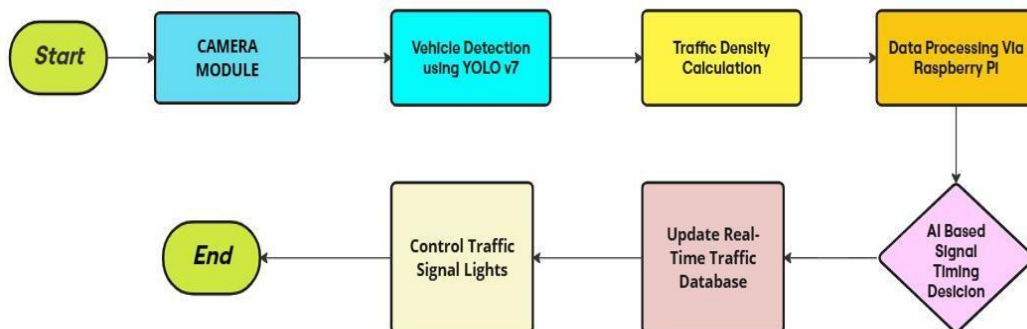 Start
CAMERA
MODULE
Vehicle Detection
using YOLO v7
Traffic Density
Calculation
Data Processing Via
Raspberry PI
AI Based
Signal
Timing
Desicion
Update Real-
Time Traffic
Database
Control Traffic
Signal Lights
End